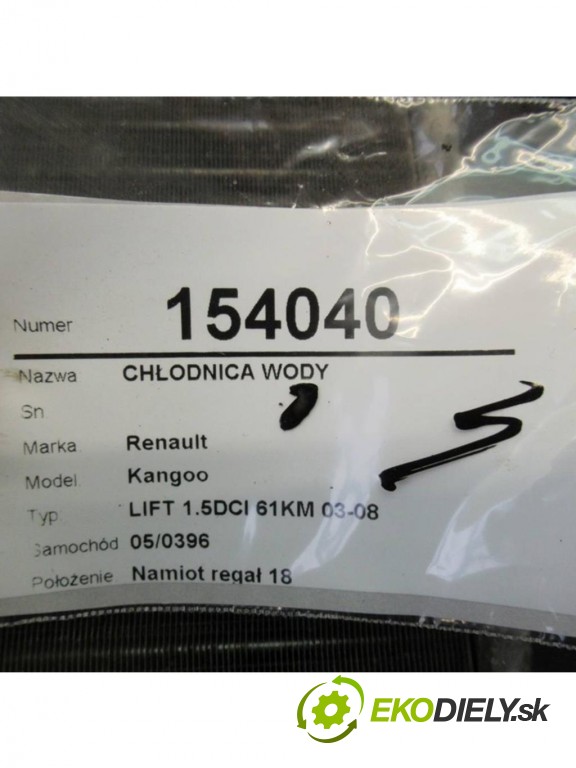 Numer 154040
Nazwa CHŁODNICA WODY
Sn
Marka Renault
Model Kangoo
Typ LIFT 1.5DCI 61KM 03-08
Samochód 05/0396
Położenie Namiot regał 18
EKODIELY.sk